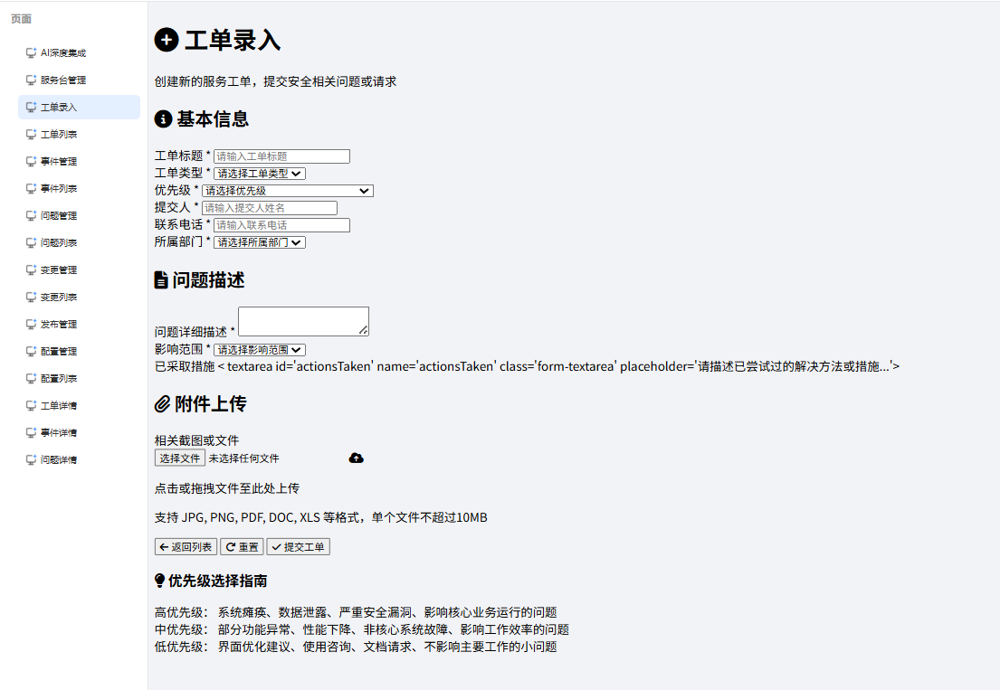 页面
AI深度集成
服务台管理
工单录入
工单列表
事件管理
事件列表
问题管理
问题列表
变更管理
变更列表
发布管理
配置管理
配置列表
工单详情
事件详情
问题详情
工单录入
创建新的服务工单，提交安全相关问题或请求
基本信息
工单标题 * 请输入工单标题
工单类型 * 请选择工单类型
优先级 * 请选择优先级
提交人 * 请输入提交人姓名
联系电话 * 请输入联系电话
所属部门 * 请选择所属部门
问题描述
问题详细描述 *
影响范围 * 请选择影响范围
已采取措施 < textarea id='actionsTaken' name='actionsTaken' class='form-textarea' placeholder='请描述已尝试过的解决方法或措施...'>
附件上传
相关截图或文件
选择文件 未选择任何文件
点击或拖拽文件至此处上传
支持 JPG, PNG, PDF, DOC, XLS 等格式，单个文件不超过10MB
返回列表 重置 提交工单
优先级选择指南
高优先级： 系统瘫痪、数据泄露、严重安全漏洞、影响核心业务运行的问题
中优先级： 部分功能异常、性能下降、非核心系统故障、影响工作效率的问题
低优先级： 界面优化建议、使用咨询、文档请求、不影响主要工作的小问题